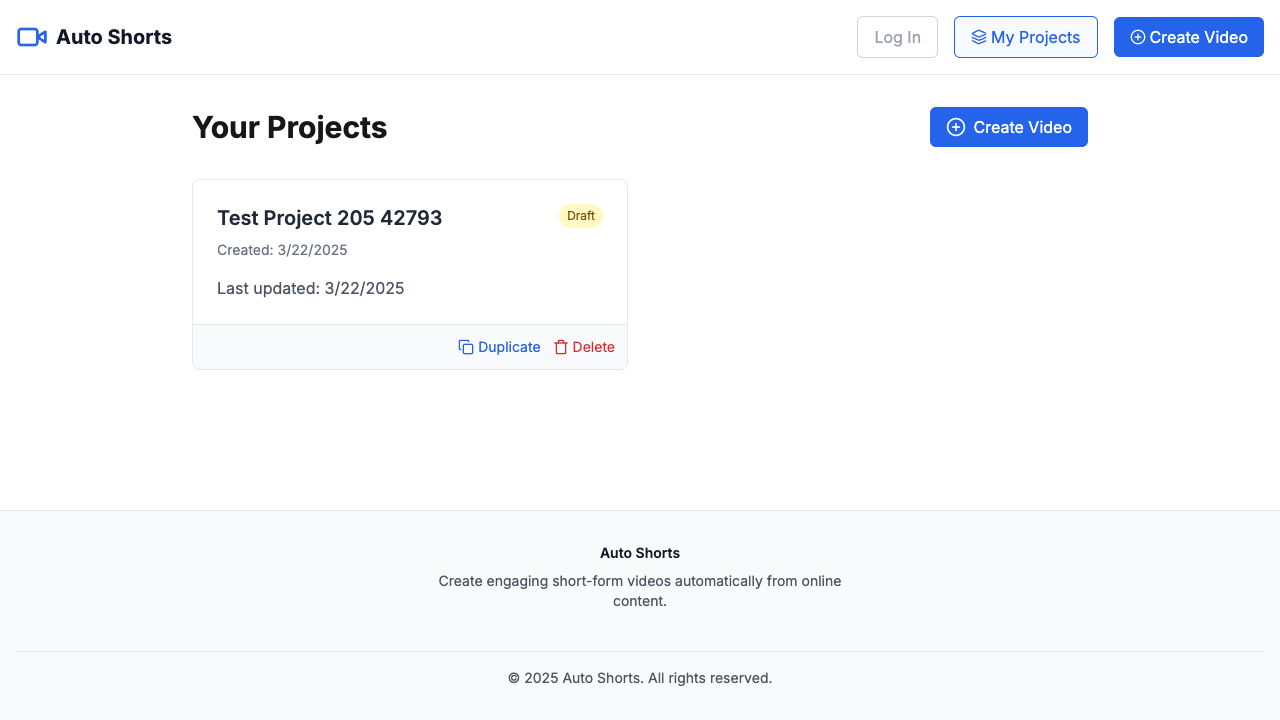 Auto Shorts
Log In
My Projects
Create Video
Your Projects
Create Video
Test Project 205 42793
Draft
Created: 3/22/2025
Last updated: 3/22/2025
Duplicate
Delete
Auto Shorts
Create engaging short-form videos automatically from online
content.
© 2025 Auto Shorts. All rights reserved.